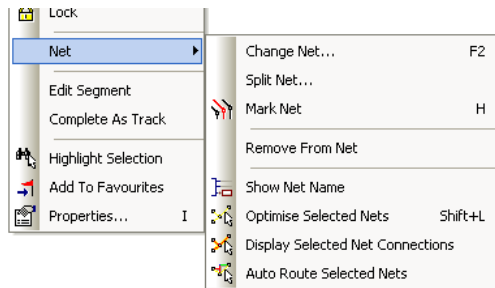 Lock
Net
Edit Segment
Complete As Track
Highlight Selection
Add To Favourites
Properties... I
Change Net... F2
Split Net...
Mark Net H
Remove From Net
Show Net Name
Optimise Selected Nets Shift+L
Display Selected Net Connections
Auto Route Selected Nets